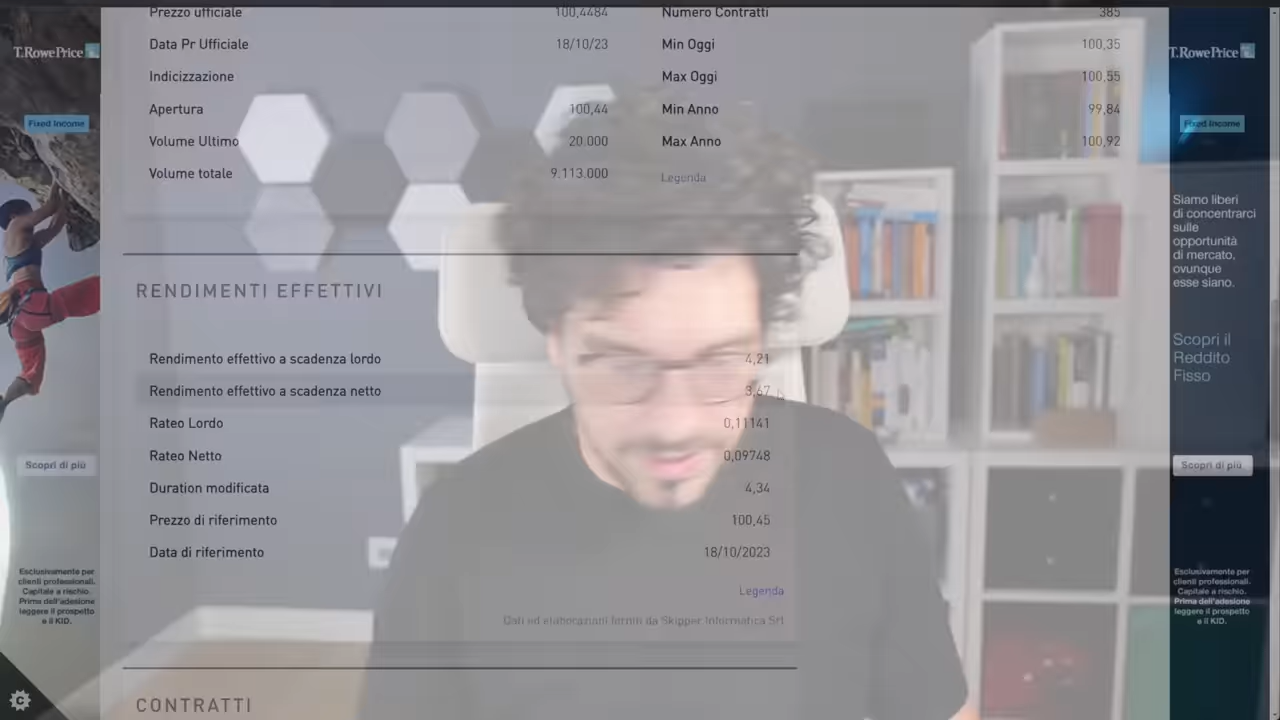 Prezzo ufficiale 100,4484
Data Pr Ufficiale 18/10/23
Indicizzazione
Apertura 100,44
Volume Ultimo 20.000
Volume totale 9.113.000
Numero Contratti 385
Min Oggi 100,35
Max Oggi 100,55
Min Anno 99,84
Max Anno 100,92
Legenda
RENDIMENTI EFFETTIVI
Rendimento effettivo a scadenza lordo 4,21
Rendimento effettivo a scadenza netto 3,67
Rateo Lordo 0,11141
Rateo Netto 0,09748
Duration modificata 4,34
Prezzo di riferimento 100,45
Data di riferimento 18/10/2023
Legenda
Dati ed elaborazioni forniti da Skipper Informatica Srl
CONTRATTI
T.RowePrice
Fixed Income
Scopri di più
Esclusivamente per
clienti professionali.
Capitale a rischio.
Prima dell'adesione
leggere il prospetto
e il KID.
T.RowePrice
Fixed Income
Siamo liberi
di concentrarci
sulle
opportunità
di mercato,
ovunque
esse siano.
Scopri il
Reddito
Fisso
Scopri di più
Esclusivamente per
clienti professionali.
Capitale a rischio.
Prima dell'adesione
leggere il prospetto
e il KID.